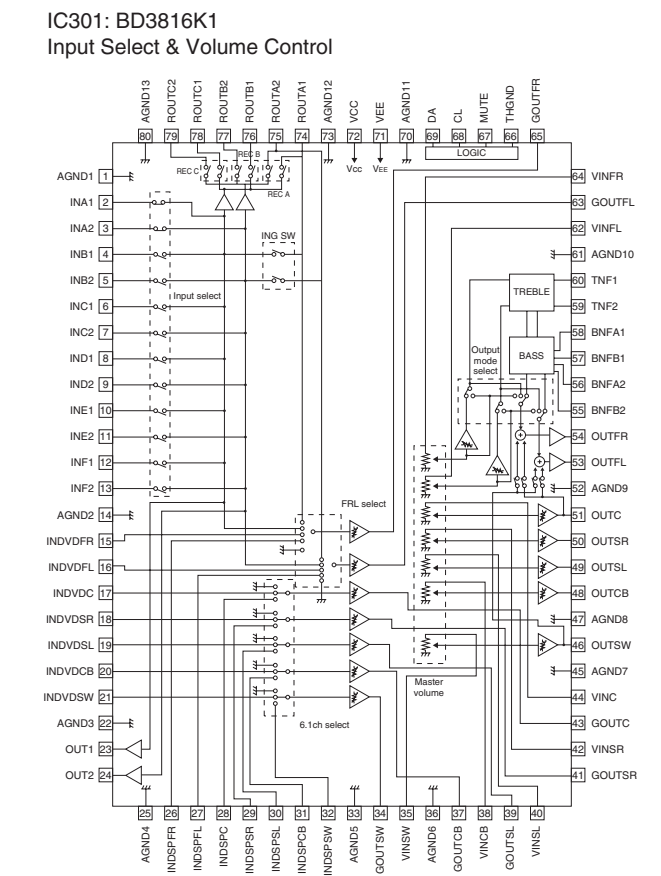 IC301: BD3816K1
Input Select & Volume Control
AGND13
ROUTC2
ROUTC1
ROUTB2
ROUTB1
ROUTA2
ROUTA1
AGND12
VCC
VEE
AGND11
DA
CL
MUTE
THGND
GOUTFR
80 79 78 77 76 75 74 73 72 71 70 69 68 67 66 65
LOGIC
REC B
Vcc VEE
REC C
REC A
AGND1 1
INA1 2
INA2 3
INB1 4
INB2 5
INC1 6
INC2 7
IND1 8
IND2 9
INE1 10
INE2 11
INF1 12
INF2 13
AGND2 14
INDVDFR 15
INDVDFL 16
INDVDC 17
INDVDSR 18
INDVDSL 19
INDVDCB 20
INDVDSW 21
AGND3 22
OUT1 23
OUT2 24
ING SW
Input select
FRL select
6.1ch select
TREBLE
BASS
Output
mode
select
Master
volume
64 VINFR
63 GOUTFL
62 VINFL
61 AGND10
60 TNF1
59 TNF2
58 BNFA1
57 BNFB1
56 BNFA2
55 BNFB2
54 OUTFR
53 OUTFL
52 AGND9
51 OUTC
50 OUTSR
49 OUTSL
48 OUTCB
47 AGND8
46 OUTSW
45 AGND7
44 VINC
43 GOUTC
42 VINSR
41 GOUTSR
25 26 27 28 29 30 31 32 33 34 35 36 37 38 39 40
AGND4
INDSPFR
INDSPFL
INDSPC
INDSPSR
INDSPSL
INDSPCB
INDSPSW
AGND5
GOUTSW
VINSW
AGND6
GOUTCB
VINCB
GOUTSL
VINSL